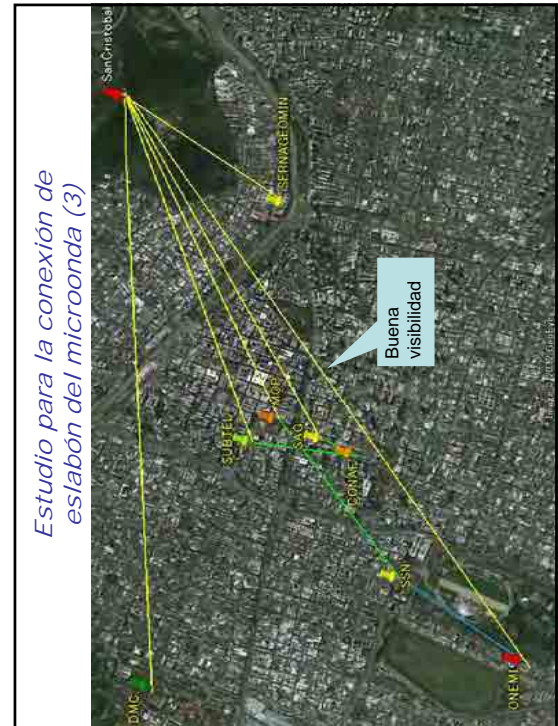 Estudio para la conexión de
eslabón del microonda (3)
SanCristobal
DMC
SERNAGEOMIN
SUBTEL
MOP
SAG
CONAF
Buena
visibilidad
SSN
ONEMI